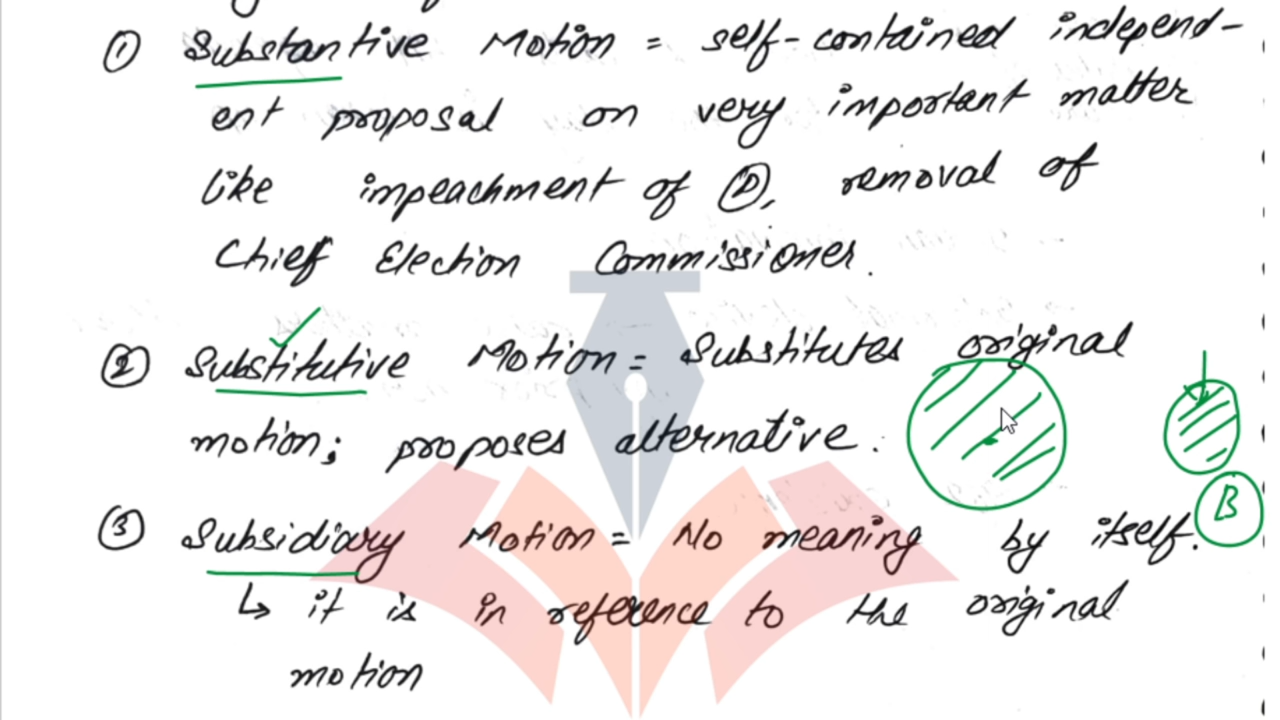 ① Substantive Motion = self-contained independ-
ent proposal on very important matter
like impeachment of Ⓟ, removal of
Chief Election Commissioner.
② Substitutive Motion = Substitutes original
motion; proposes alternative.
③ Subsidiary Motion = No meaning by itself.
B
↳ it is in reference to the original
motion